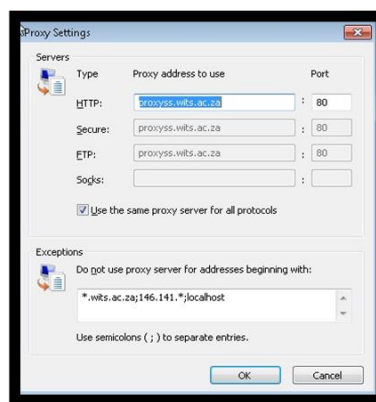 Proxy Settings
Servers
Type Proxy address to use Port
HTTP: proxyss.wits.ac.za : 80
Secure: proxyss.wits.ac.za : 80
FTP: proxyss.wits.ac.za : 80
Socks: :
Use the same proxy server for all protocols
Exceptions
Do not use proxy server for addresses beginning with:
*.wits.ac.za;146.141.*;localhost
Use semicolons ( ; ) to separate entries.
OK Cancel